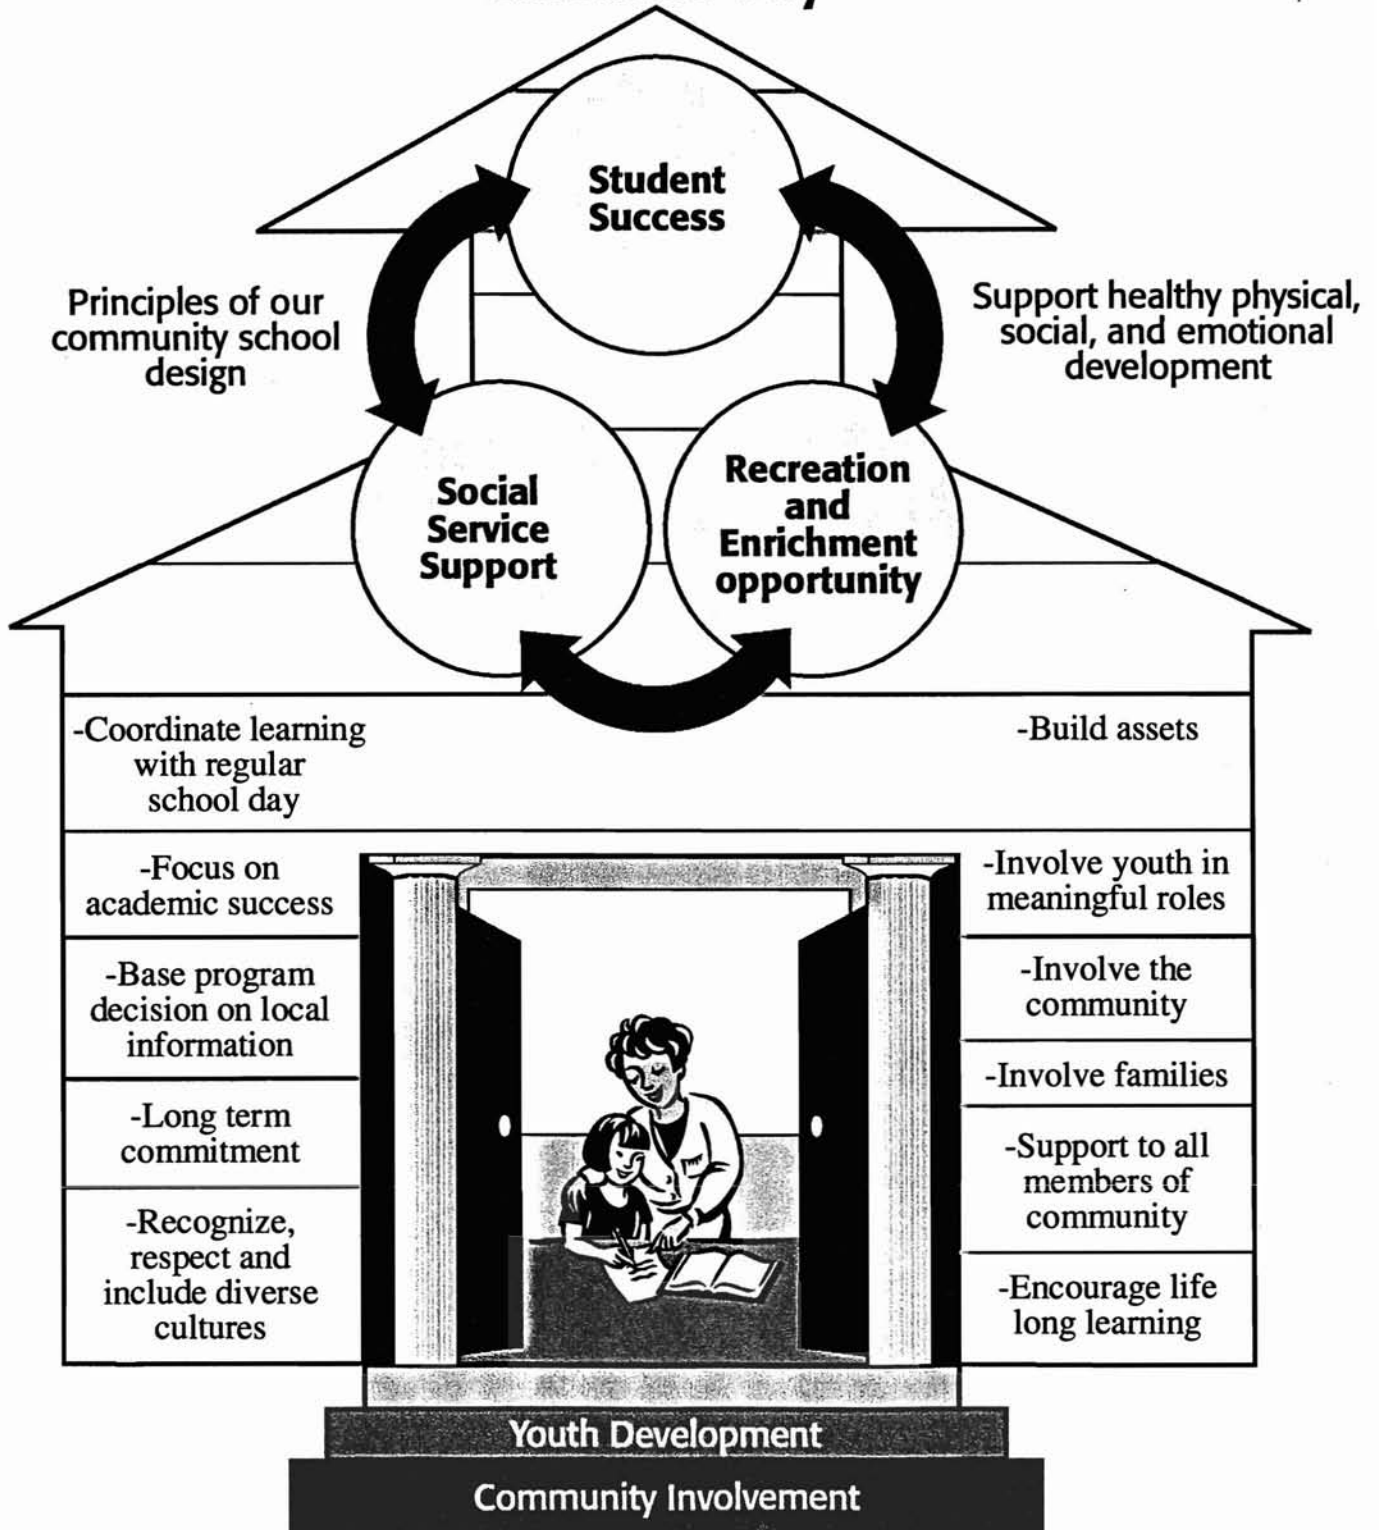 Student
Success
Principles of our
community school
design
Support healthy physical,
social, and emotional
development
Social
Service
Support
Recreation
and
Enrichment
opportunity
-Coordinate learning
with regular
school day
-Focus on
academic success
-Base program
decision on local
information
-Long term
commitment
-Recognize,
respect and
include diverse
cultures
-Build assets
-Involve youth in
meaningful roles
-Involve the
community
-Involve families
-Support to all
members of
community
-Encourage life
long learning
Youth Development
Community Involvement